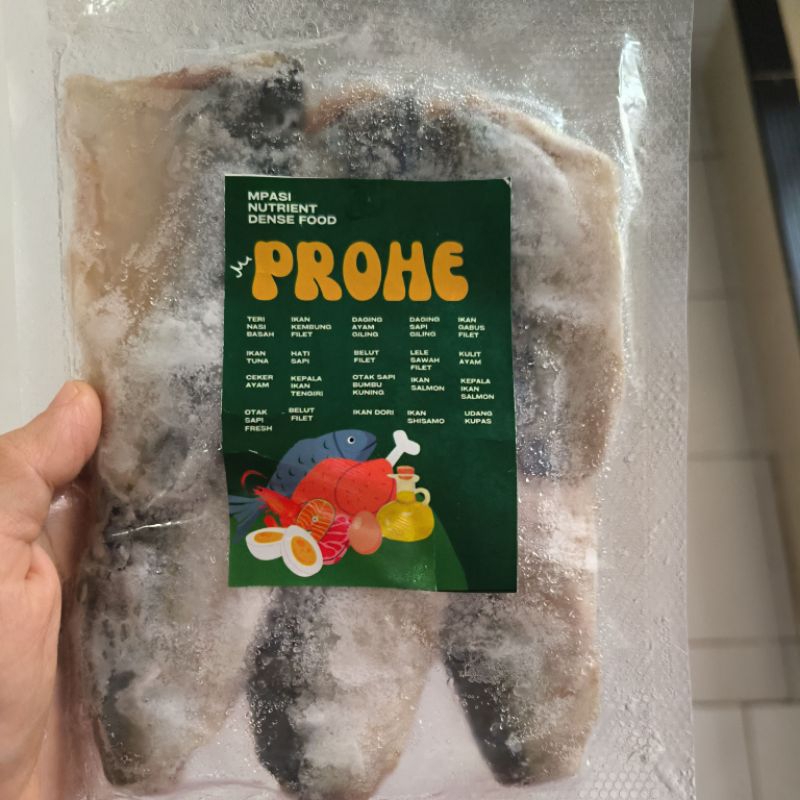 MPASI
NUTRIENT
DENSE FOOD
PROHE
TERI
NASI
BASAH
IKAN
KEMBUNG
FILET
DAGING
AYAM
GILING
DAGING
SAPI
GILING
IKAN
GABUS
FILET
IKAN
TUNA
HATI
SAPI
BELUT
FILET
LELE
SAWAH
FILET
KULIT
AYAM
CEKER
AYAM
KEPALA
IKAN
TENGIRI
OTAK SAPI
BUMBU
KUNING
IKAN
SALMON
KEPALA
IKAN
SALMON
OTAK
SAPI
FRESH
BELUT
FILET
IKAN DORI
IKAN
SHISAMO
UDANG
KUPAS